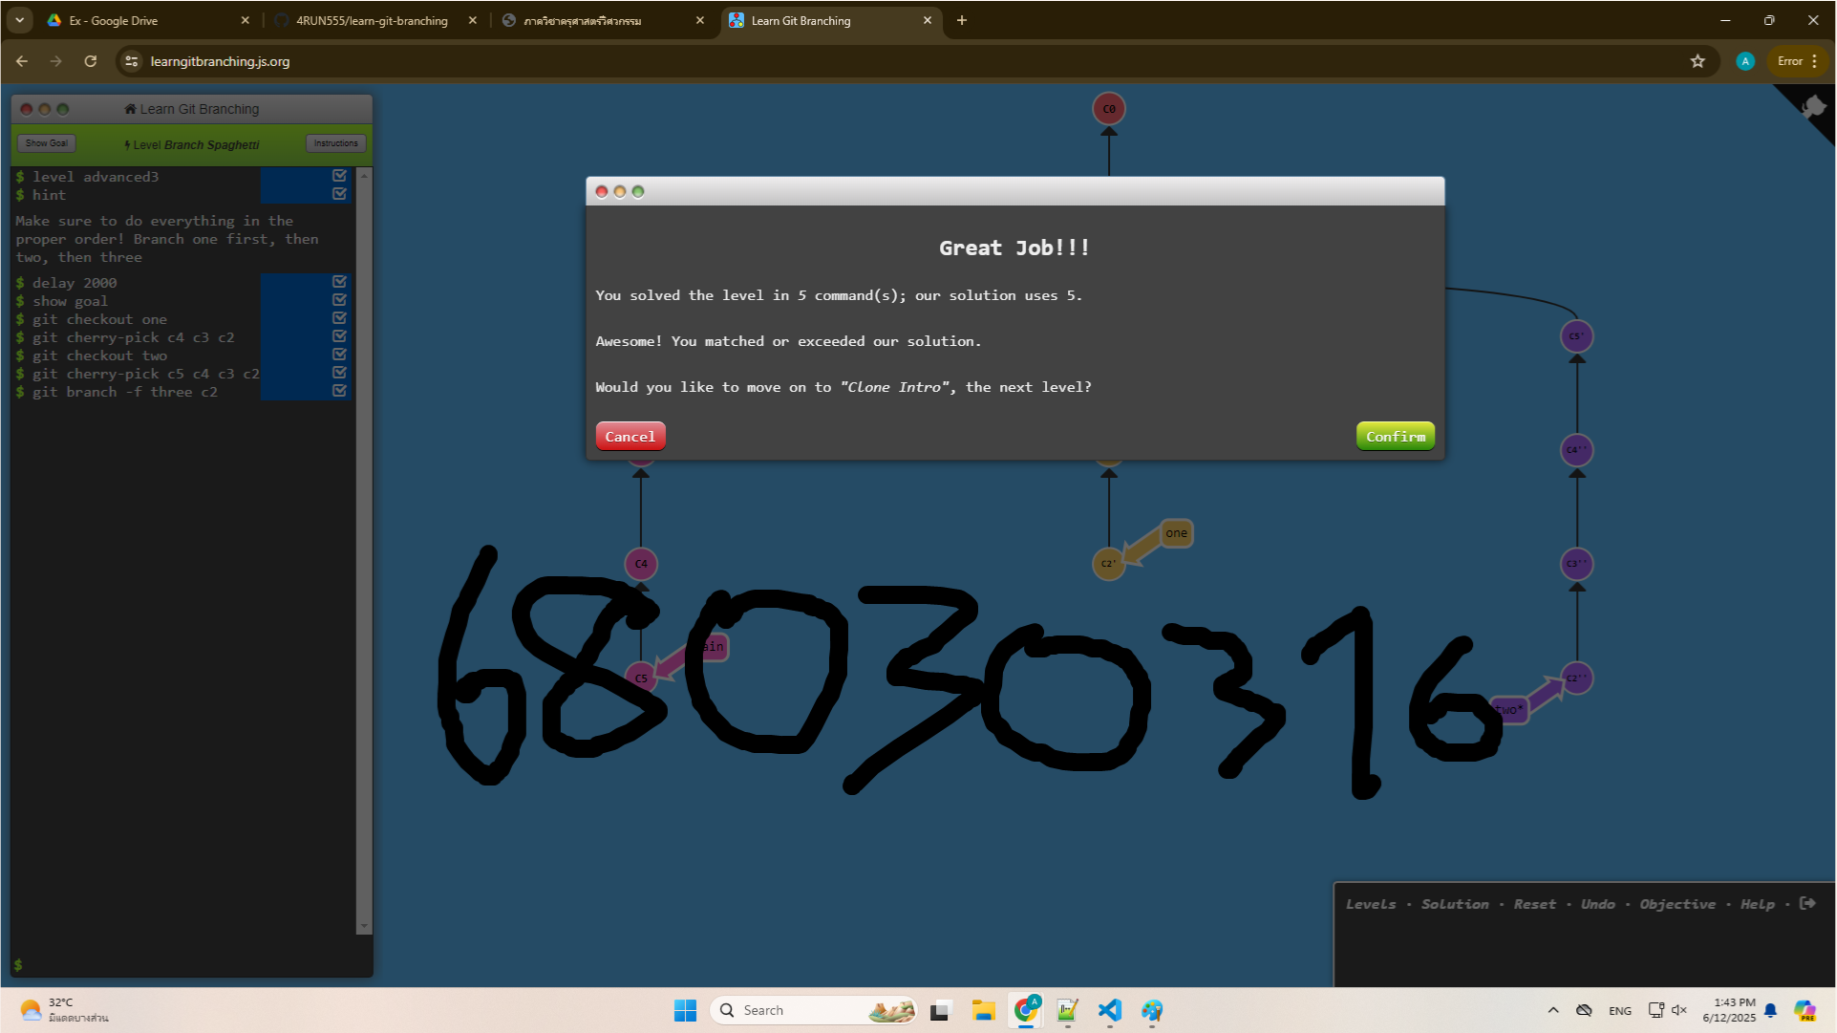 Ex - Google Drive
4RUN555/learn-git-branching
ภาควิชาครุศาสตร์วิศวกรรม
Learn Git Branching
learngitbranching.js.org
A
Error
Learn Git Branching
Show Goal
Level Branch Spaghetti
Instructions
$ level advanced3
$ hint
Make sure to do everything in the
proper order! Branch one first, then
two, then three
$ delay 2000
$ show goal
$ git checkout one
$ git cherry-pick c4 c3 c2
$ git checkout two
$ git cherry-pick c5 c4 c3 c2
$ git branch -f three c2
$
C0
Great Job!!!
You solved the level in 5 command(s); our solution uses 5.
Awesome! You matched or exceeded our solution.
Would you like to move on to "Clone Intro", the next level?
Cancel
Confirm
C5'
C4''
one
C4
C2'
C3''
ain
C5
C2''
two*
68030316
Levels · Solution · Reset · Undo · Objective · Help ·
32°C
มีแดดบางส่วน
Search
A
ENG
1:43 PM
6/12/2025
PRE